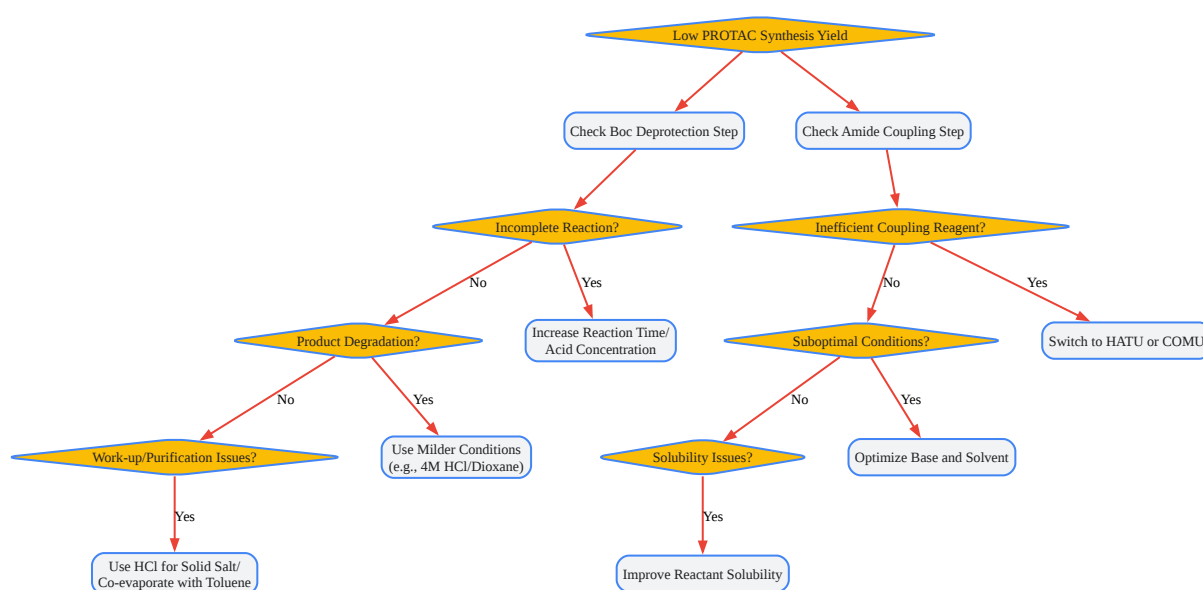 Low PROTAC Synthesis Yield
Check Boc Deprotection Step
Check Amide Coupling Step
Incomplete Reaction?
Inefficient Coupling Reagent?
No
Yes
No
Yes
Product Degradation?
Increase Reaction Time/
Acid Concentration
Suboptimal Conditions?
Switch to HATU or COMU
No
Yes
No
Yes
Work-up/Purification Issues?
Use Milder Conditions
(e.g., 4M HCl/Dioxane)
Solubility Issues?
Optimize Base and Solvent
Yes
Yes
Use HCl for Solid Salt/
Co-evaporate with Toluene
Improve Reactant Solubility